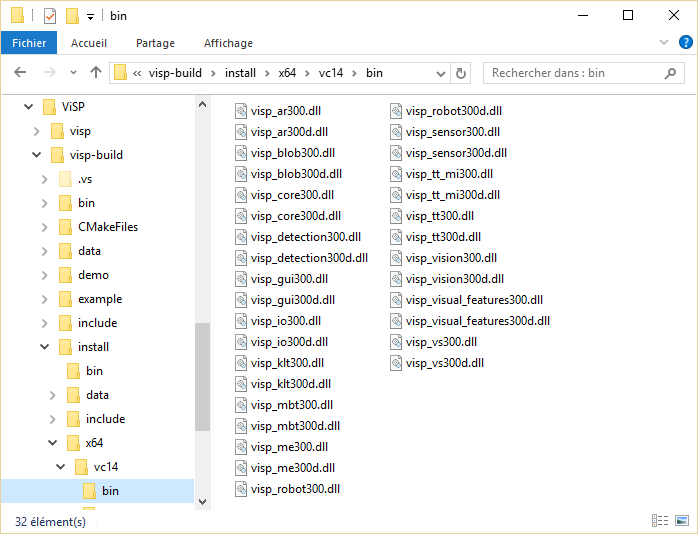 bin
Fichier Accueil Partage Affichage
« visp-build › install › x64 › vc14 › bin
Rechercher dans : bin
ViSP
visp
visp-build
.vs
bin
CMakeFiles
data
demo
example
include
install
bin
data
include
x64
vc14
bin
visp_ar300.dll
visp_ar300d.dll
visp_blob300.dll
visp_blob300d.dll
visp_core300.dll
visp_core300d.dll
visp_detection300.dll
visp_detection300d.dll
visp_gui300.dll
visp_gui300d.dll
visp_io300.dll
visp_io300d.dll
visp_klt300.dll
visp_klt300d.dll
visp_mbt300.dll
visp_mbt300d.dll
visp_me300.dll
visp_me300d.dll
visp_robot300.dll
visp_robot300d.dll
visp_sensor300.dll
visp_sensor300d.dll
visp_tt_mi300.dll
visp_tt_mi300d.dll
visp_tt300.dll
visp_tt300d.dll
visp_vision300.dll
visp_vision300d.dll
visp_visual_features300.dll
visp_visual_features300d.dll
visp_vs300.dll
visp_vs300d.dll
32 élément(s)